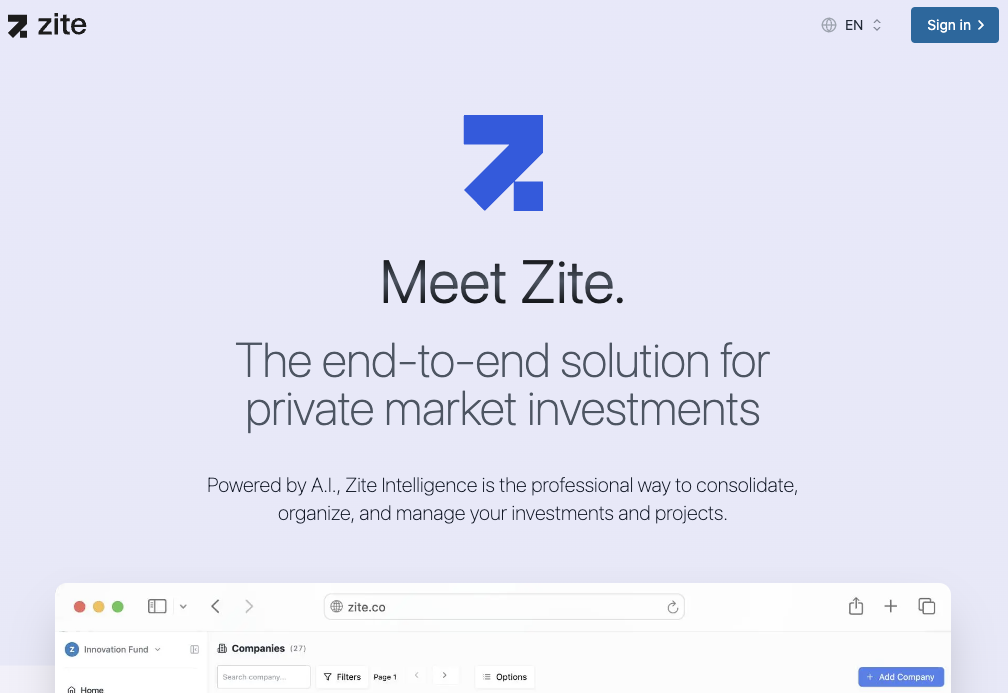 zite
EN
Sign in
Meet Zite.
The end-to-end solution for
private market investments
Powered by A.I., Zite Intelligence is the professional way to consolidate,
organize, and manage your investments and projects.
zite.co
Z Innovation Fund
Companies (27)
Search company...
Filters
Page 1
Options
+ Add Company
Home